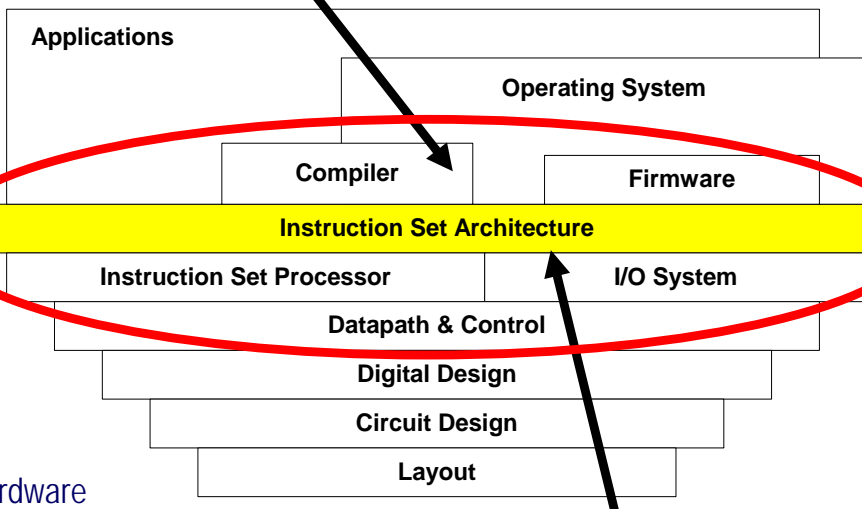 Applications
Operating System
Compiler
Firmware
Instruction Set Architecture
Instruction Set Processor
I/O System
Datapath & Control
Digital Design
Circuit Design
Layout
rdware